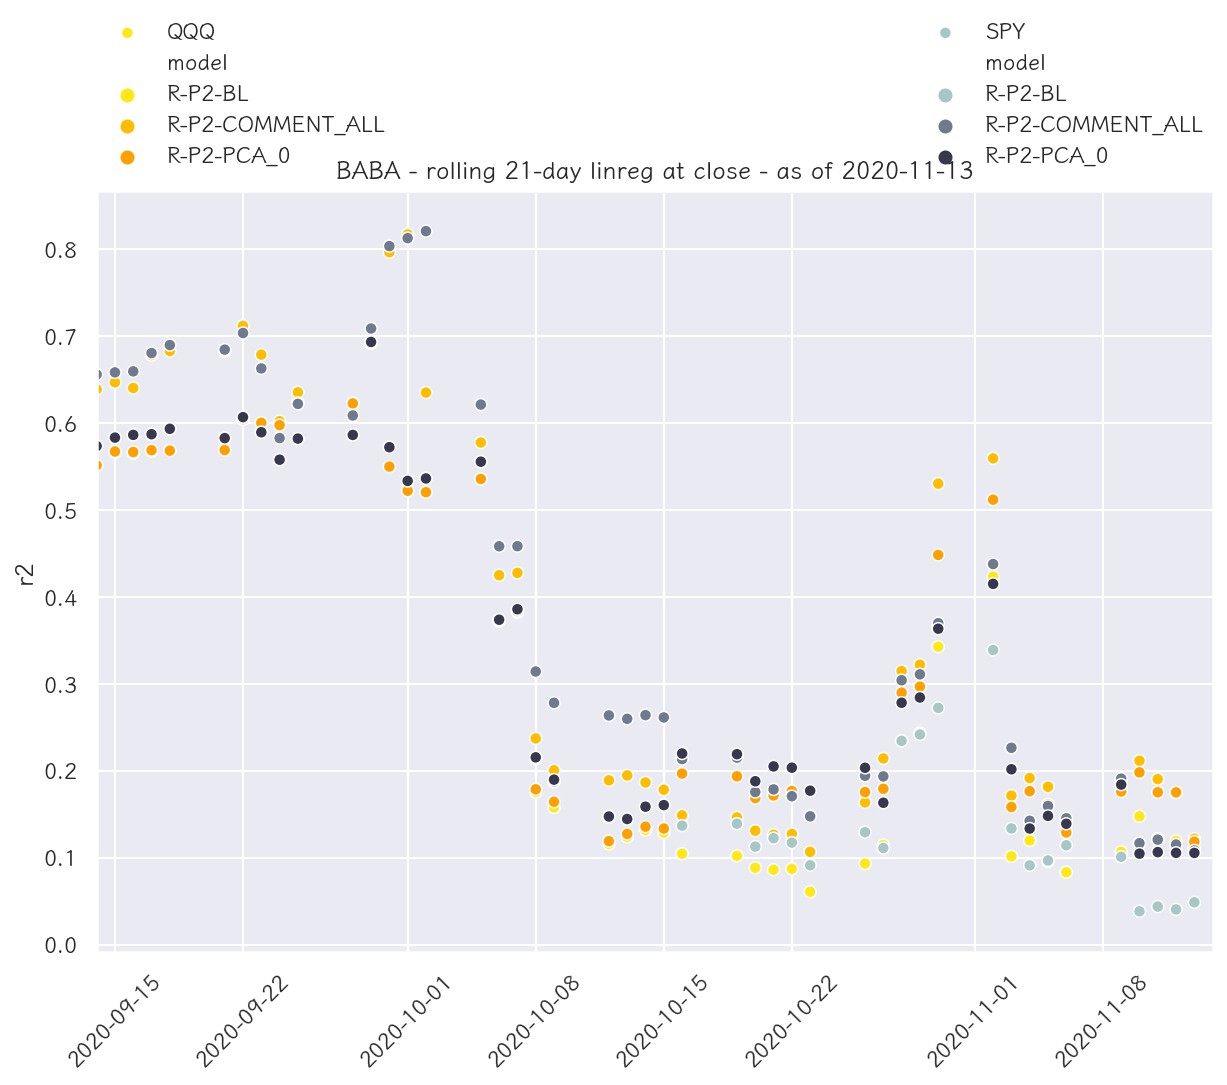 QQQ
model
R-P2-BL
R-P2-COMMENT_ALL
R-P2-PCA_0
SPY
model
R-P2-BL
R-P2-COMMENT_ALL
R-P2-PCA_0
BABA - rolling 21-day linreg at close - as of 2020-11-13
r2
0.8
0.7
0.6
0.5
0.4
0.3
0.2
0.1
0.0
2020-09-15
2020-09-22
2020-10-01
2020-10-08
2020-10-15
2020-10-22
2020-11-01
2020-11-08